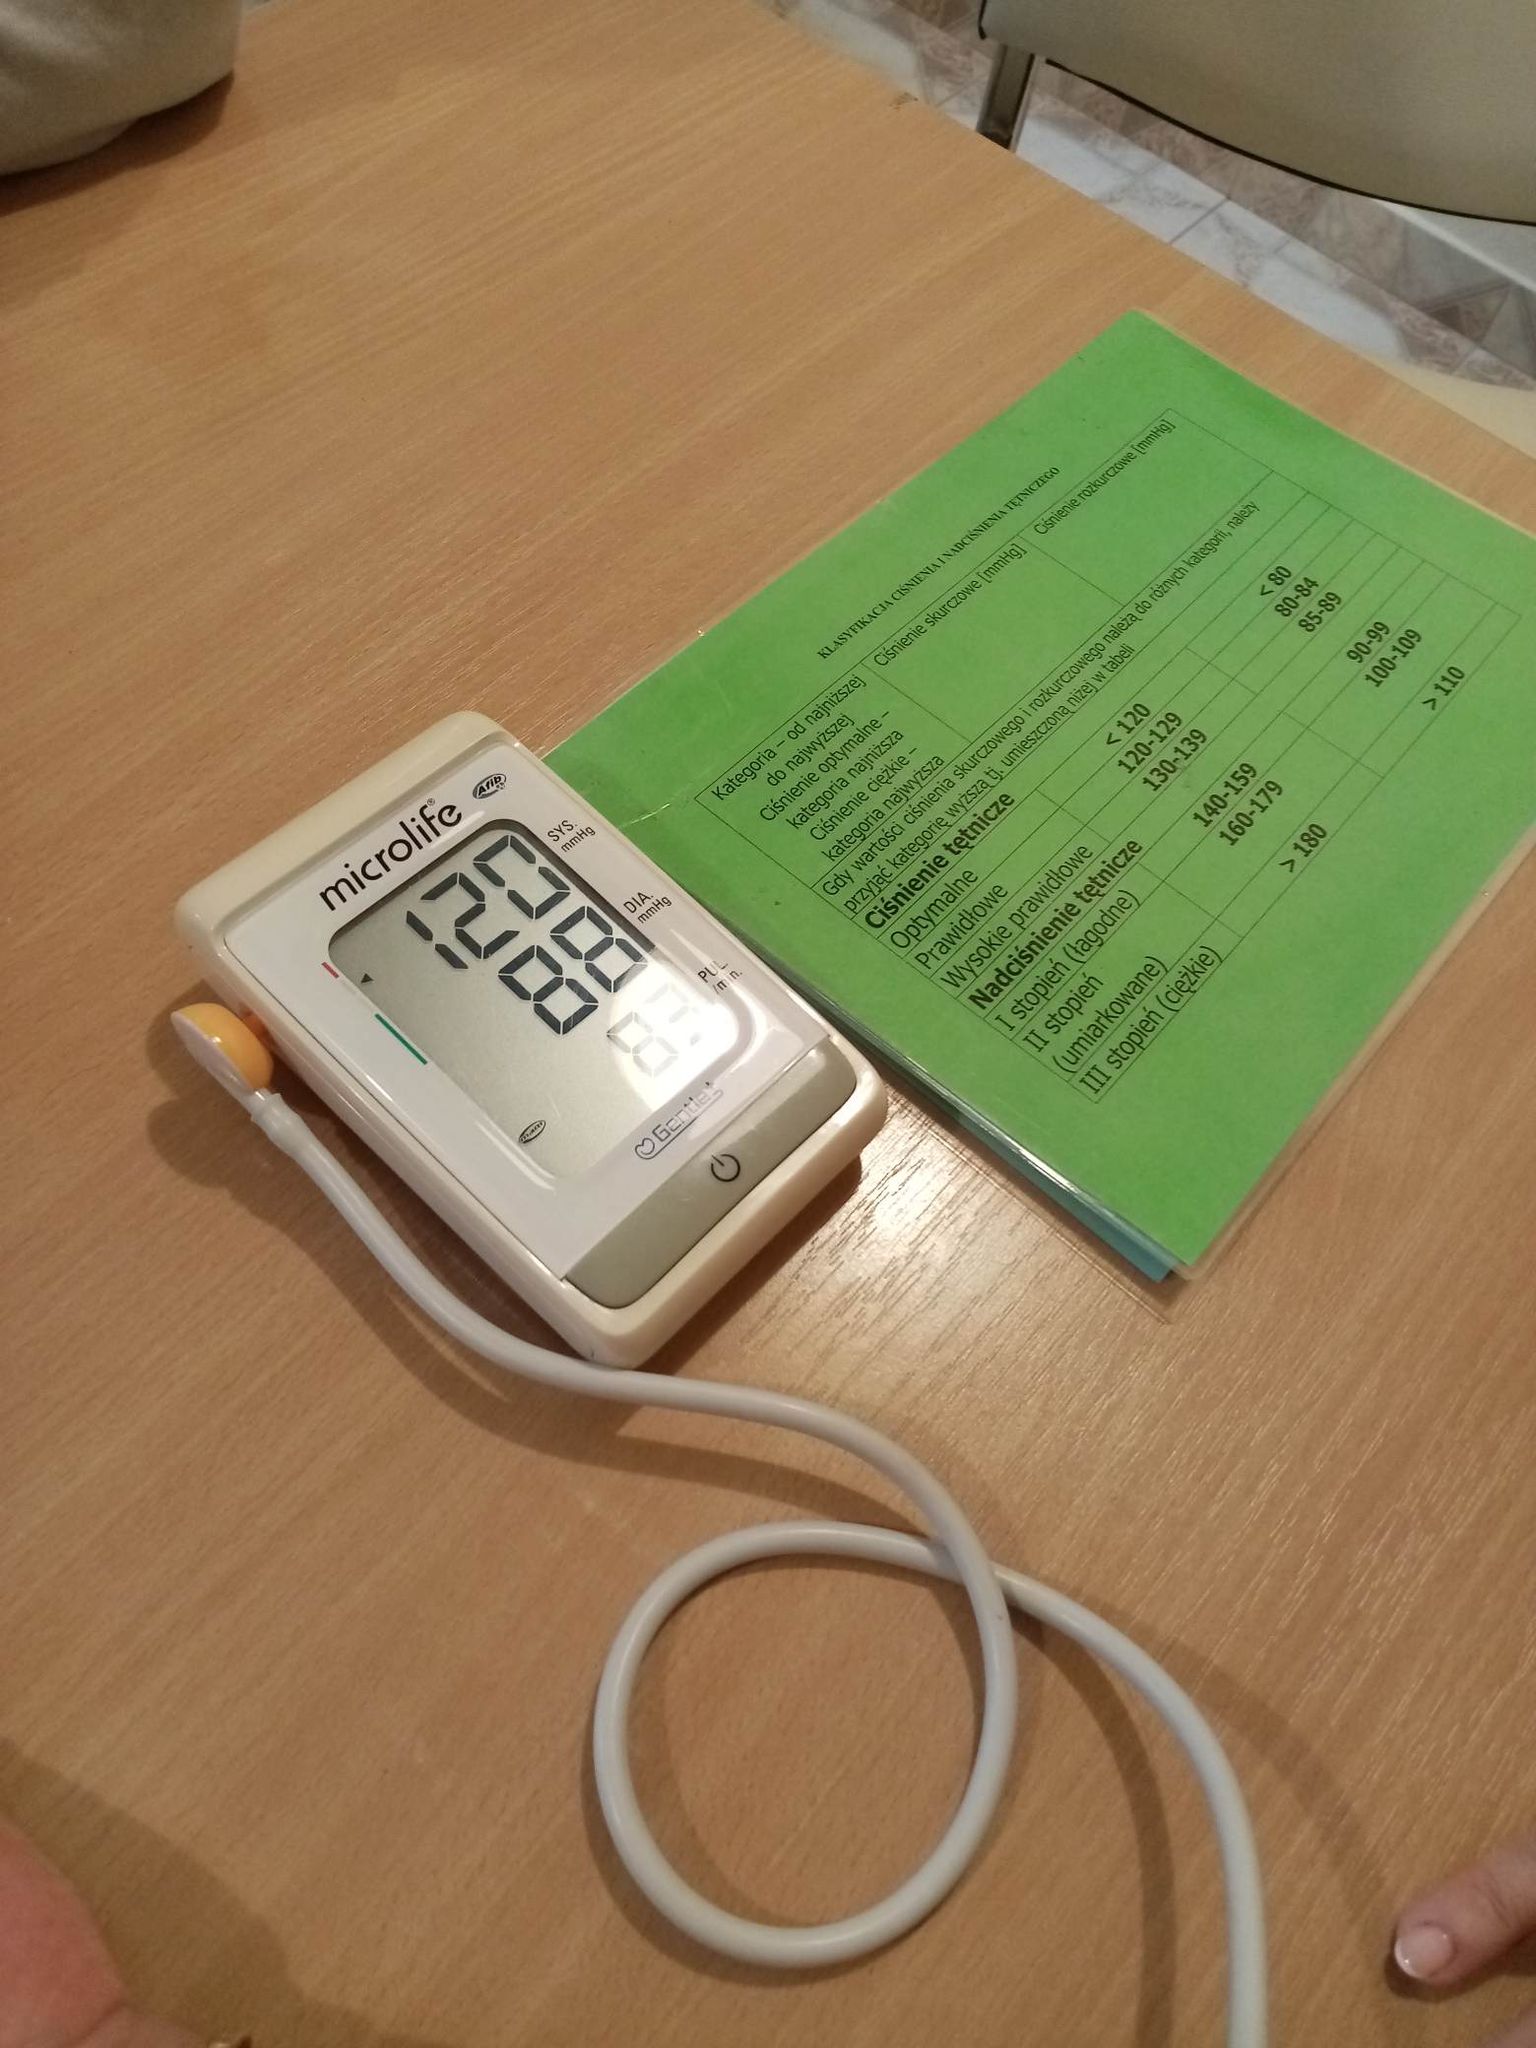 microlife®
Afib
120
SYS.
mmHg
88
DIA.
mmHg
83
PUL.
/min.
Gentle+
KLASYFIKACJA CIŚNIENIA I NADCIŚNIENIA TĘTNICZEGO
Kategoria – od najniższej
do najwyższej
Ciśnienie optymalne –
kategoria najniższa
Ciśnienie ciężkie –
kategoria najwyższa
Ciśnienie skurczowe [mmHg]
Ciśnienie rozkurczowe [mmHg]
Gdy wartości ciśnienia skurczowego i rozkurczowego należą do różnych kategorii, należy
przyjąć kategorię wyższą tj. umieszczoną niżej w tabeli
Ciśnienie tętnicze
Optymalne < 120 < 80
Prawidłowe 120-129 80-84
Wysokie prawidłowe 130-139 85-89
Nadciśnienie tętnicze
I stopień (łagodne) 140-159 90-99
II stopień 160-179 100-109
(umiarkowane)
III stopień (ciężkie) > 180 > 110